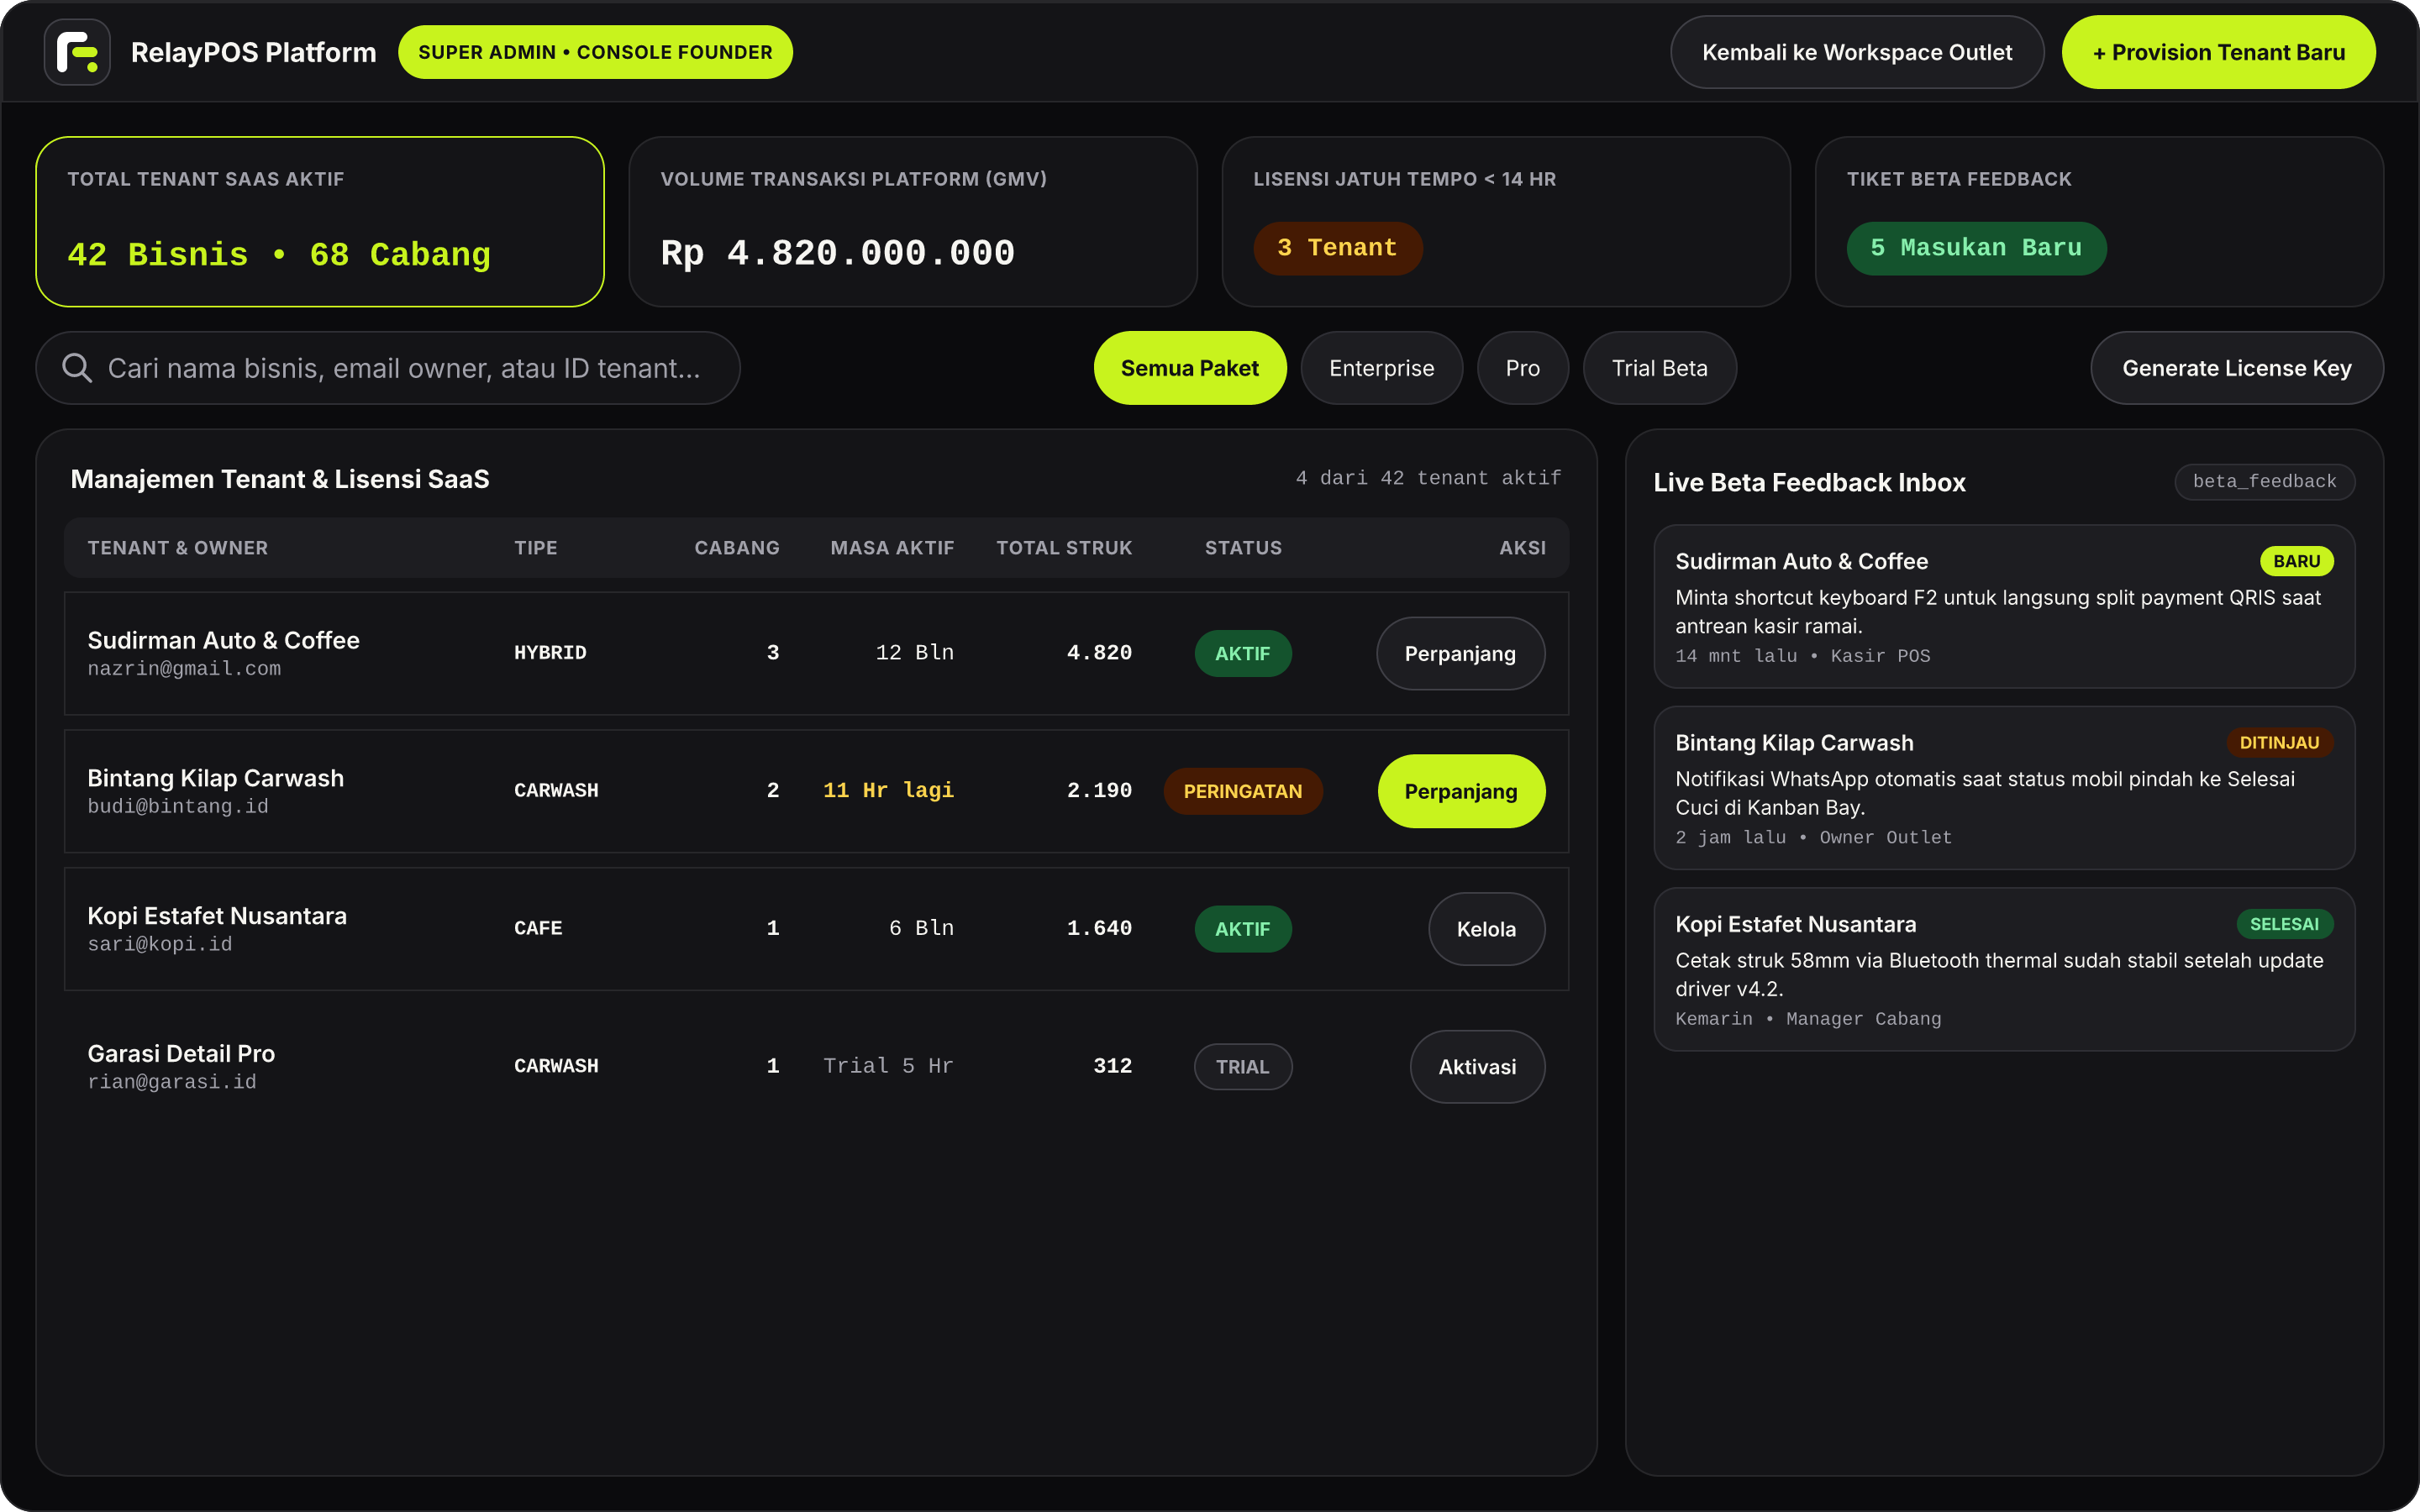 RelayPOS Platform
SUPER ADMIN • CONSOLE FOUNDER
Kembali ke Workspace Outlet
+ Provision Tenant Baru
TOTAL TENANT SAAS AKTIF
42 Bisnis • 68 Cabang
VOLUME TRANSAKSI PLATFORM (GMV)
Rp 4.820.000.000
LISENSI JATUH TEMPO < 14 HR
3 Tenant
TIKET BETA FEEDBACK
5 Masukan Baru
Cari nama bisnis, email owner, atau ID tenant...
Semua Paket
Enterprise
Pro
Trial Beta
Generate License Key
Manajemen Tenant & Lisensi SaaS
4 dari 42 tenant aktif
TENANT & OWNER TIPE CABANG MASA AKTIF TOTAL STRUK STATUS AKSI
Sudirman Auto & Coffee
nazrin@gmail.com
HYBRID 3 12 Bln 4.820 AKTIF Perpanjang
Bintang Kilap Carwash
budi@bintang.id
CARWASH 2 11 Hr lagi 2.190 PERINGATAN Perpanjang
Kopi Estafet Nusantara
sari@kopi.id
CAFE 1 6 Bln 1.640 AKTIF Kelola
Garasi Detail Pro
rian@garasi.id
CARWASH 1 Trial 5 Hr 312 TRIAL Aktivasi
Live Beta Feedback Inbox
beta_feedback
Sudirman Auto & Coffee
BARU
Minta shortcut keyboard F2 untuk langsung split payment QRIS saat
antrean kasir ramai.
14 mnt lalu • Kasir POS
Bintang Kilap Carwash
DITINJAU
Notifikasi WhatsApp otomatis saat status mobil pindah ke Selesai
Cuci di Kanban Bay.
2 jam lalu • Owner Outlet
Kopi Estafet Nusantara
SELESAI
Cetak struk 58mm via Bluetooth thermal sudah stabil setelah update
driver v4.2.
Kemarin • Manager Cabang